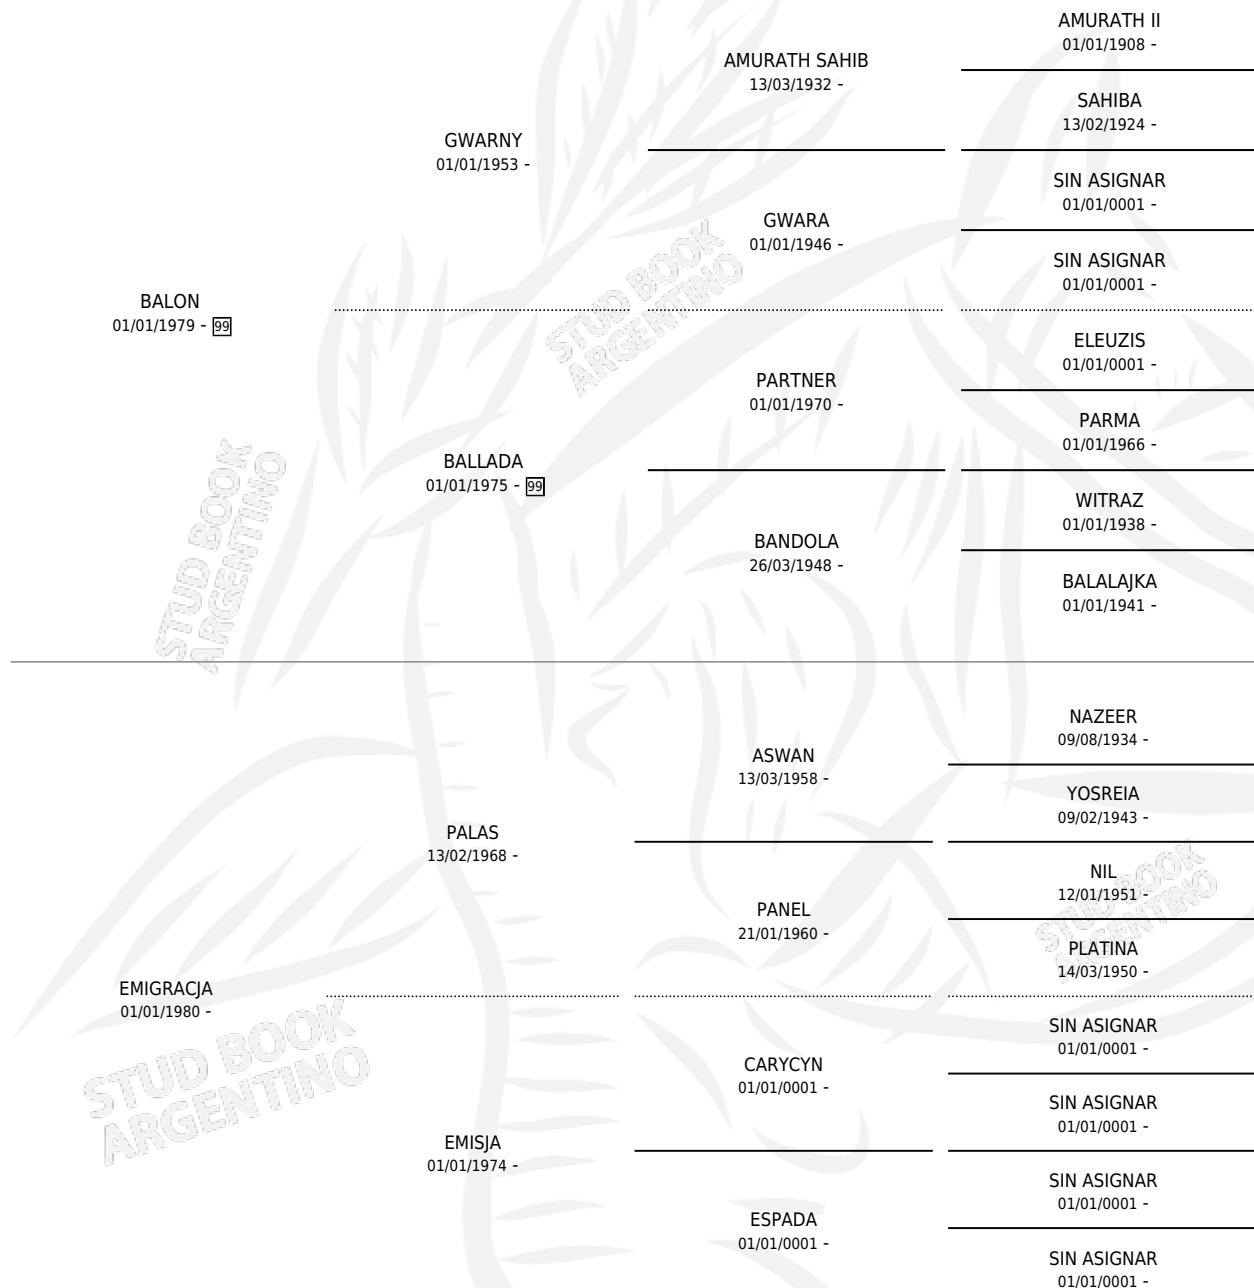 AMURATH II
01/01/1908 -
AMURATH SAHIB
13/03/1932 -
SAHIBA
13/02/1924 -
GWARNY
01/01/1953 -
SIN ASIGNAR
01/01/0001 -
GWARA
01/01/1946 -
SIN ASIGNAR
01/01/0001 -
BALON
01/01/1979 - 99
ELEUZIS
01/01/0001 -
PARTNER
01/01/1970 -
PARMA
01/01/1966 -
BALLADA
01/01/1975 - 99
WITRAZ
01/01/1938 -
BANDOLA
26/03/1948 -
BALALAJKA
01/01/1941 -
NAZEER
09/08/1934 -
ASWAN
13/03/1958 -
YOSREIA
09/02/1943 -
PALAS
13/02/1968 -
NIL
12/01/1951 -
PANEL
21/01/1960 -
PLATINA
14/03/1950 -
EMIGRACJA
01/01/1980 -
SIN ASIGNAR
01/01/0001 -
CARYCYN
01/01/0001 -
SIN ASIGNAR
01/01/0001 -
EMISJA
01/01/1974 -
SIN ASIGNAR
01/01/0001 -
ESPADA
01/01/0001 -
SIN ASIGNAR
01/01/0001 -
STUD BOOK
ARGENTINO
STUD BOOK
ARGENTINO
STUD BOOK
ARGENTINO
STUD BOOK
ARGENTINO